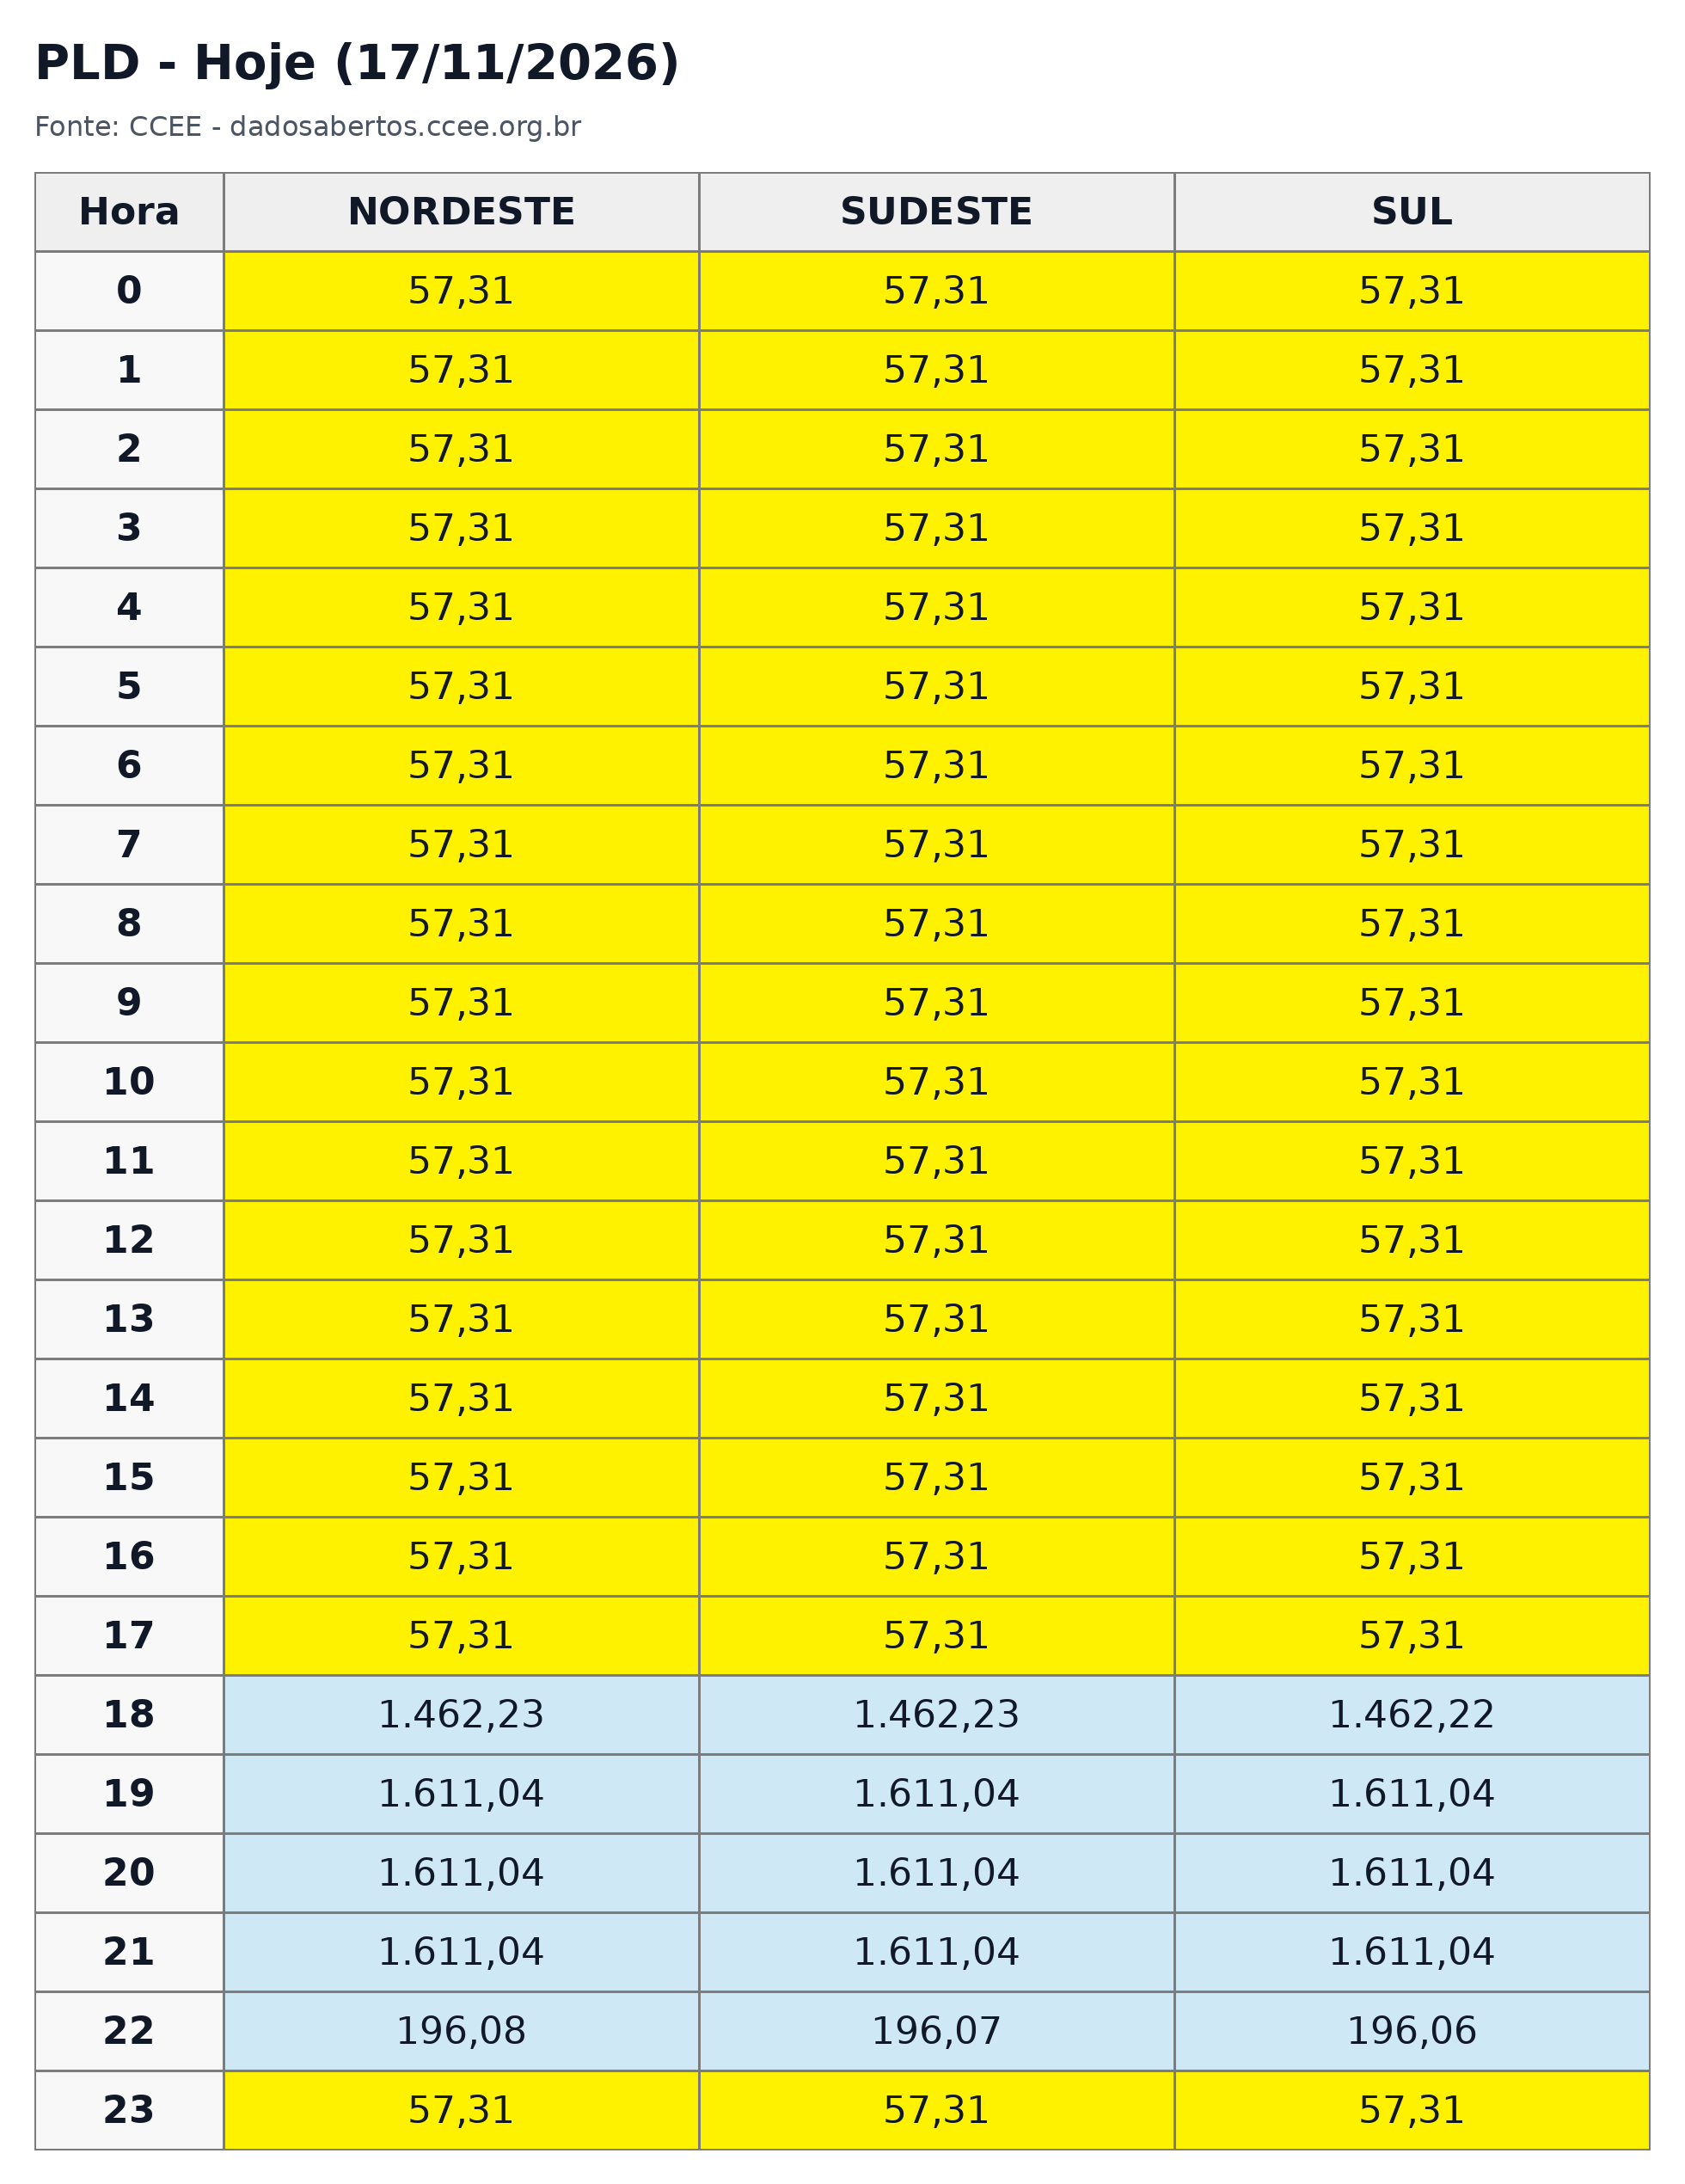 PLD - Hoje (17/11/2026)
Fonte: CCEE - dadosabertos.ccee.org.br
Hora NORDESTE SUDESTE SUL
0 57,31 57,31 57,31
1 57,31 57,31 57,31
2 57,31 57,31 57,31
3 57,31 57,31 57,31
4 57,31 57,31 57,31
5 57,31 57,31 57,31
6 57,31 57,31 57,31
7 57,31 57,31 57,31
8 57,31 57,31 57,31
9 57,31 57,31 57,31
10 57,31 57,31 57,31
11 57,31 57,31 57,31
12 57,31 57,31 57,31
13 57,31 57,31 57,31
14 57,31 57,31 57,31
15 57,31 57,31 57,31
16 57,31 57,31 57,31
17 57,31 57,31 57,31
18 1.462,23 1.462,23 1.462,22
19 1.611,04 1.611,04 1.611,04
20 1.611,04 1.611,04 1.611,04
21 1.611,04 1.611,04 1.611,04
22 196,08 196,07 196,06
23 57,31 57,31 57,31